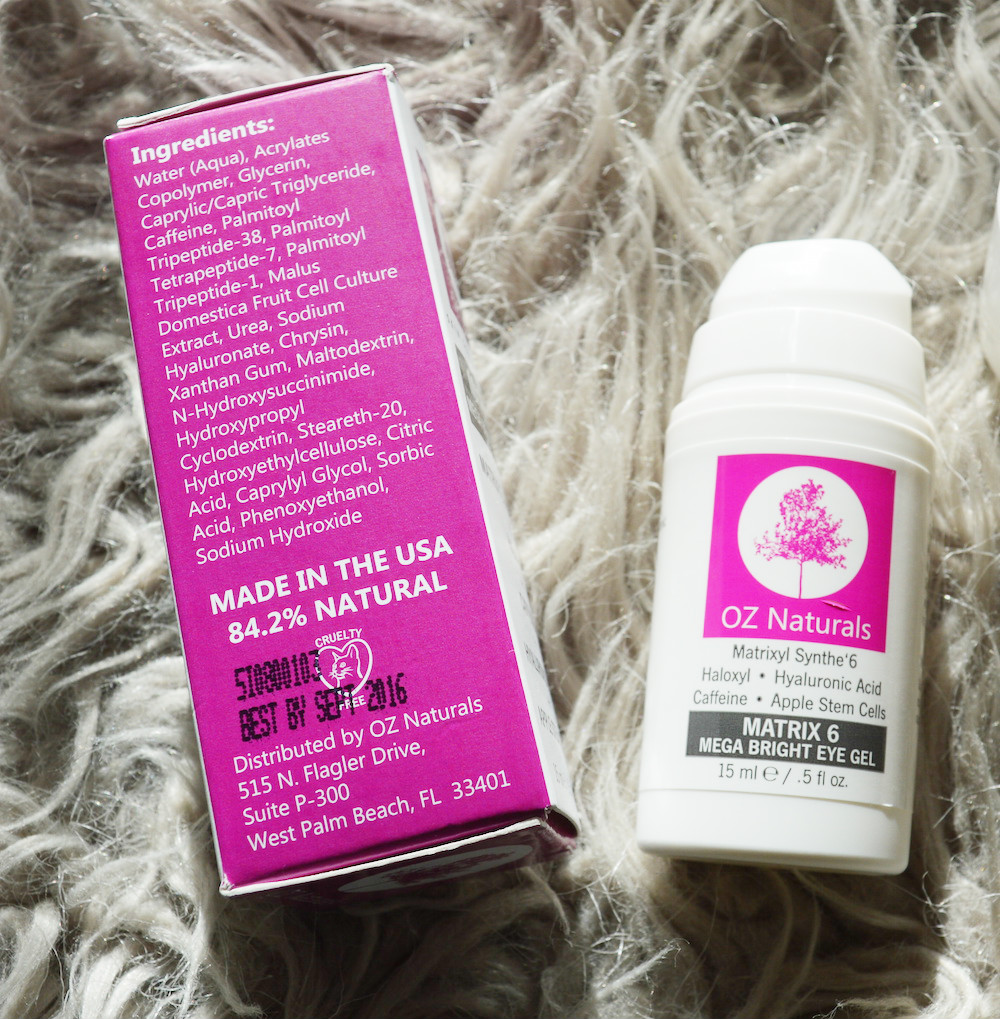 Ingredients:
Water (Aqua), Acrylates
Copolymer, Glycerin,
Caprylic/Capric Triglyceride,
Caffeine, Palmitoyl
Tripeptide-38, Palmitoyl
Tetrapeptide-7, Palmitoyl
Tripeptide-1, Malus
Domestica Fruit Cell Culture
Extract, Urea, Sodium
Hyaluronate, Chrysin,
Xanthan Gum, Maltodextrin,
N-Hydroxysuccinimide,
Hydroxypropyl
Cyclodextrin, Steareth-20,
Hydroxyethylcellulose, Citric
Acid, Caprylyl Glycol, Sorbic
Acid, Phenoxyethanol,
Sodium Hydroxide
MADE IN THE USA
84.2% NATURAL
CRUELTY
FREE
BEST BY SEPT 2016
Distributed by OZ Naturals
515 N. Flagler Drive,
Suite P-300
West Palm Beach, FL 33401
OZ Naturals
Matrixyl Synthe'6
Haloxyl • Hyaluronic Acid
Caffeine • Apple Stem Cells
MATRIX 6
MEGA BRIGHT EYE GEL
15 ml ℮ / .5 fl oz.